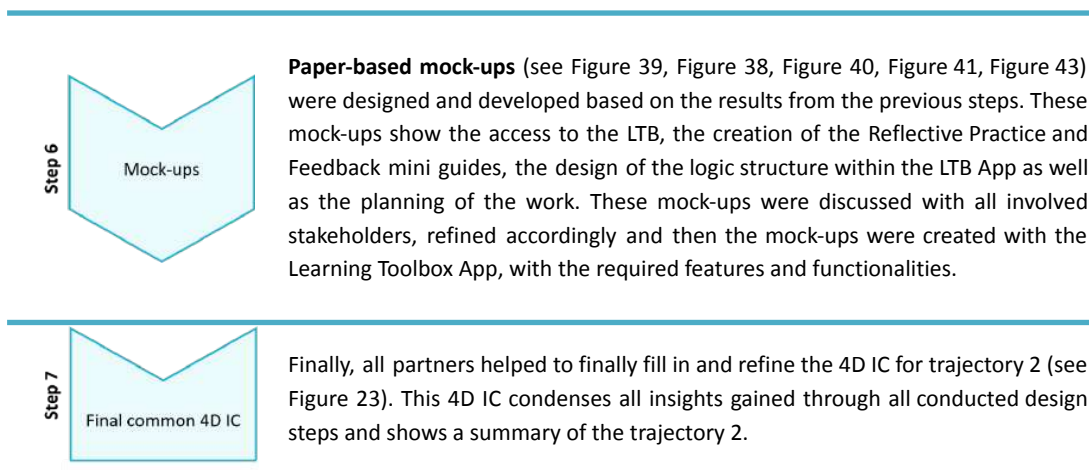 Step 6
Mock-ups
Paper-based mock-ups (see Figure 39, Figure 38, Figure 40, Figure 41, Figure 43)
were designed and developed based on the results from the previous steps. These
mock-ups show the access to the LTB, the creation of the Reflective Practice and
Feedback mini guides, the design of the logic structure within the LTB App as well
as the planning of the work. These mock-ups were discussed with all involved
stakeholders, refined accordingly and then the mock-ups were created with the
Learning Toolbox App, with the required features and functionalities.
Step 7
Final common 4D IC
Finally, all partners helped to finally fill in and refine the 4D IC for trajectory 2 (see
Figure 23). This 4D IC condenses all insights gained through all conducted design
steps and shows a summary of the trajectory 2.